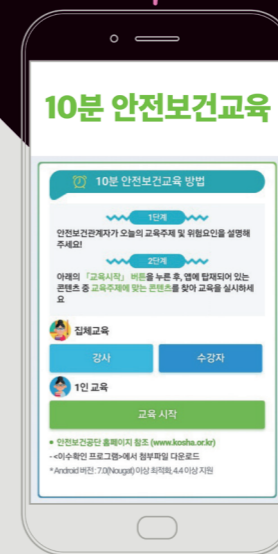 10분 안전보건교육
10분 안전보건교육 방법
1단계
안전보건관계자가 오늘의 교육주제 및 위험요인을 설명해
주세요!
2단계
아래의 「교육시작」 버튼을 누른 후, 앱에 탑재되어 있는
콘텐츠 중 교육주제에 맞는 콘텐츠를 찾아 교육을 실시하세
요
집체교육
강사
수강자
1인 교육
교육 시작
• 안전보건공단 홈페이지 참조 (www.kosha.or.kr)
- <이수확인 프로그램>에서 첨부파일 다운로드
* Android 버전 : 7.0(Nougat) 이상 최적화, 4.4 이상 지원